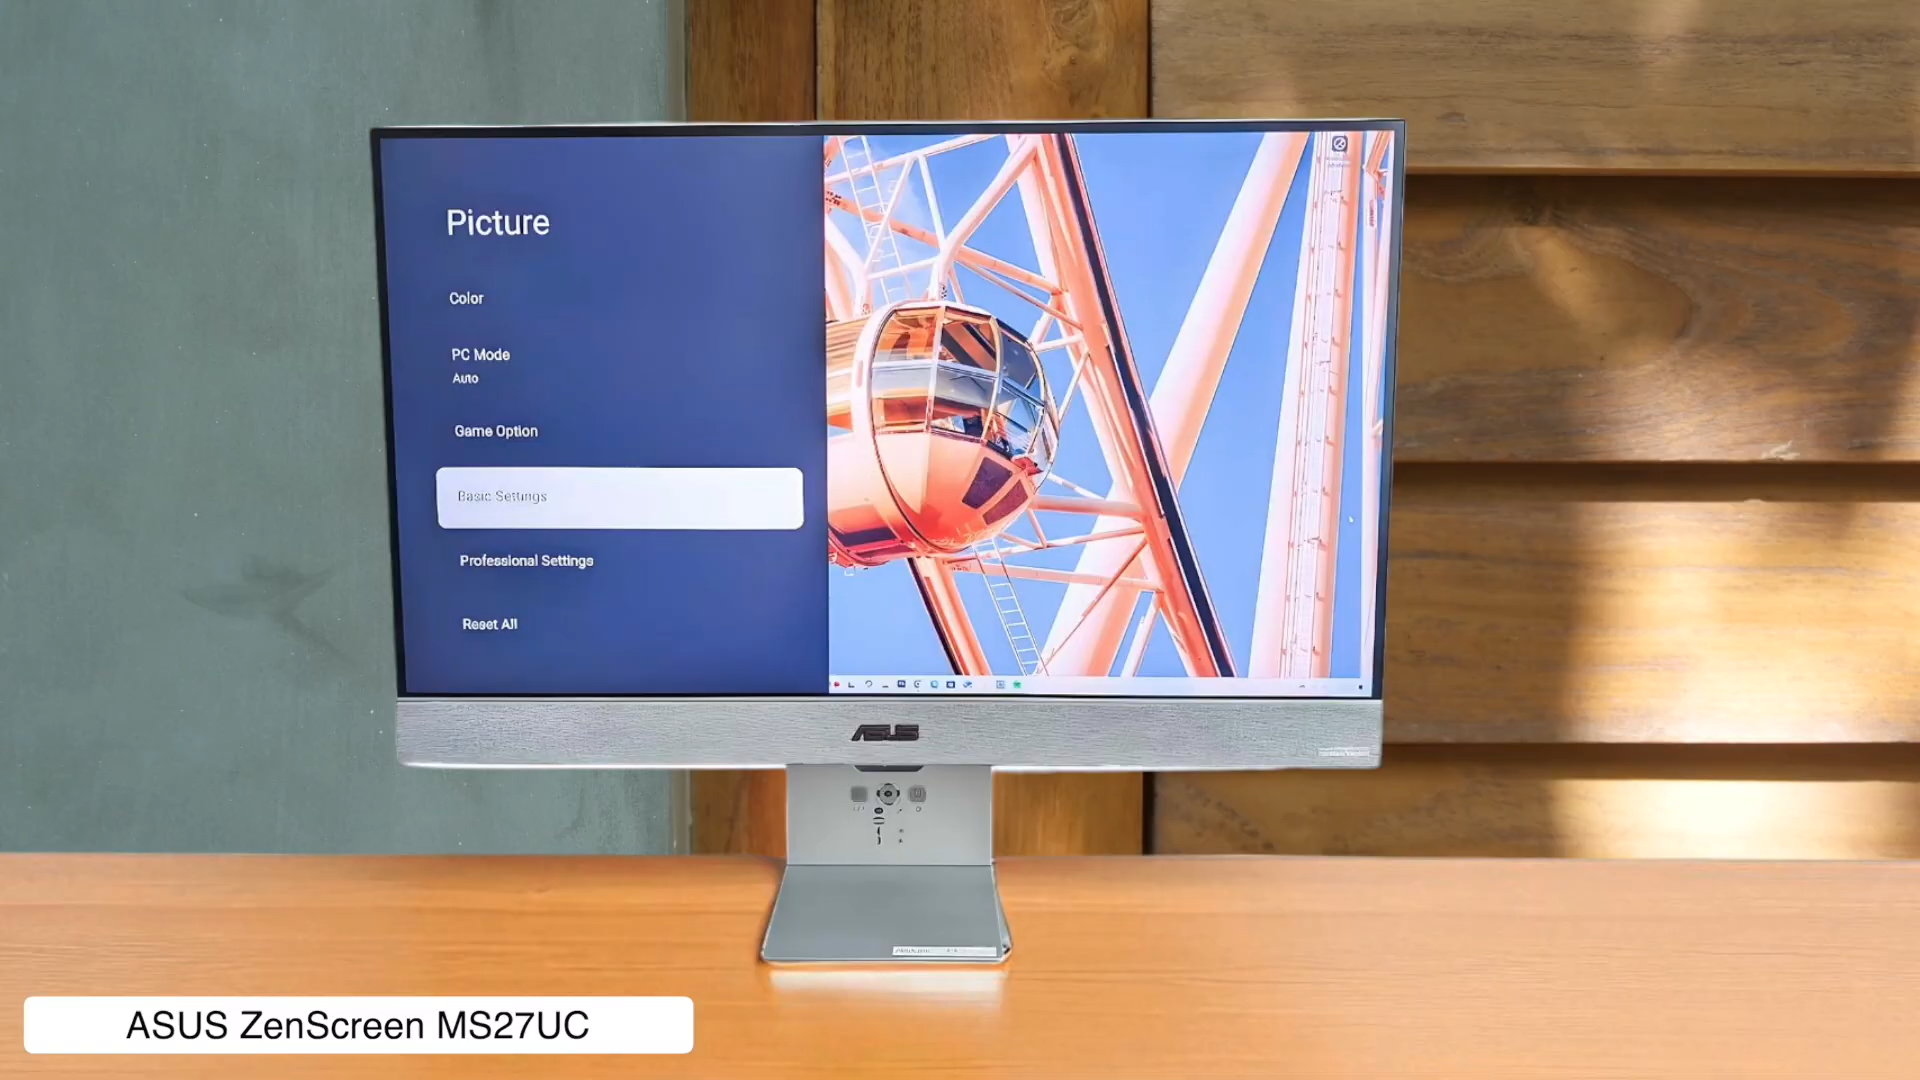 Picture
Color
PC Mode
Auto
Game Option
Basic Settings
Professional Settings
Reset All
ASUS
ASUS ZenScreen MS27UC